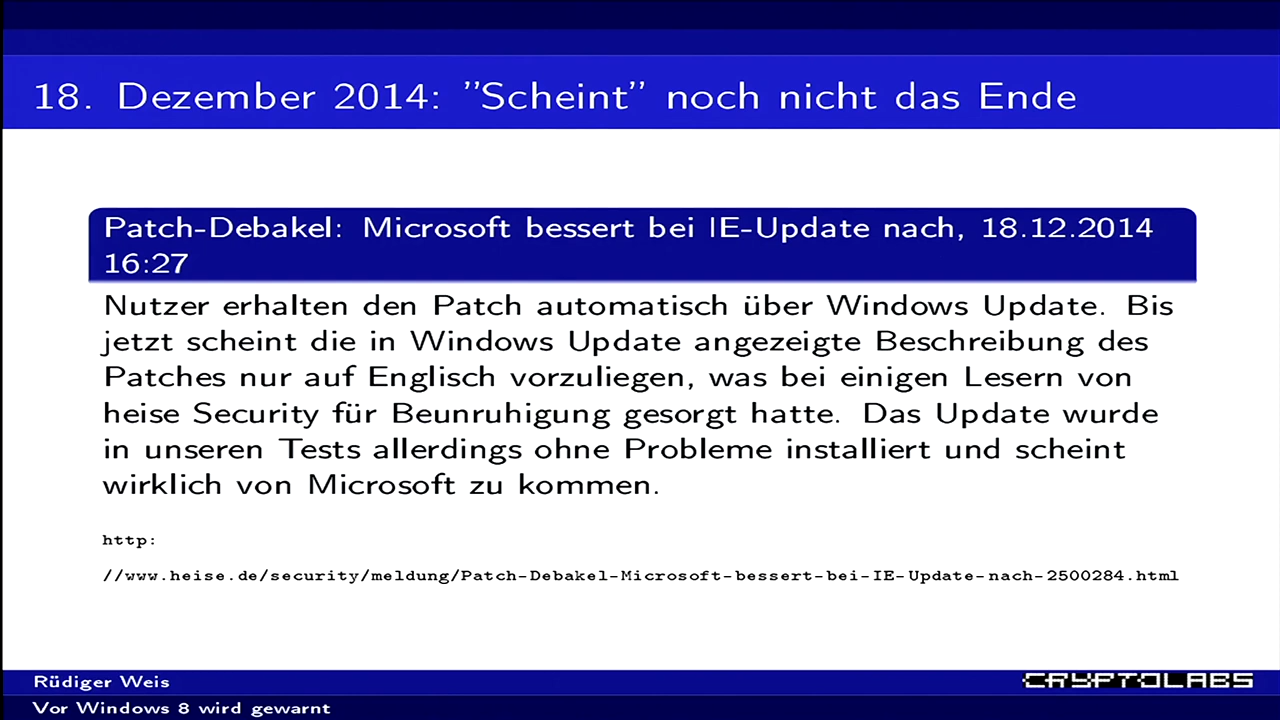 18. Dezember 2014: ”Scheint” noch nicht das Ende
Patch-Debakel: Microsoft bessert bei IE-Update nach, 18.12.2014
16:27
Nutzer erhalten den Patch automatisch über Windows Update. Bis
jetzt scheint die in Windows Update angezeigte Beschreibung des
Patches nur auf Englisch vorzuliegen, was bei einigen Lesern von
heise Security für Beunruhigung gesorgt hatte. Das Update wurde
in unseren Tests allerdings ohne Probleme installiert und scheint
wirklich von Microsoft zu kommen.
http:
//www.heise.de/security/meldung/Patch-Debakel-Microsoft-bessert-bei-IE-Update-nach-2500284.html
Rüdiger Weis
CRYPTOLABS
Vor Windows 8 wird gewarnt